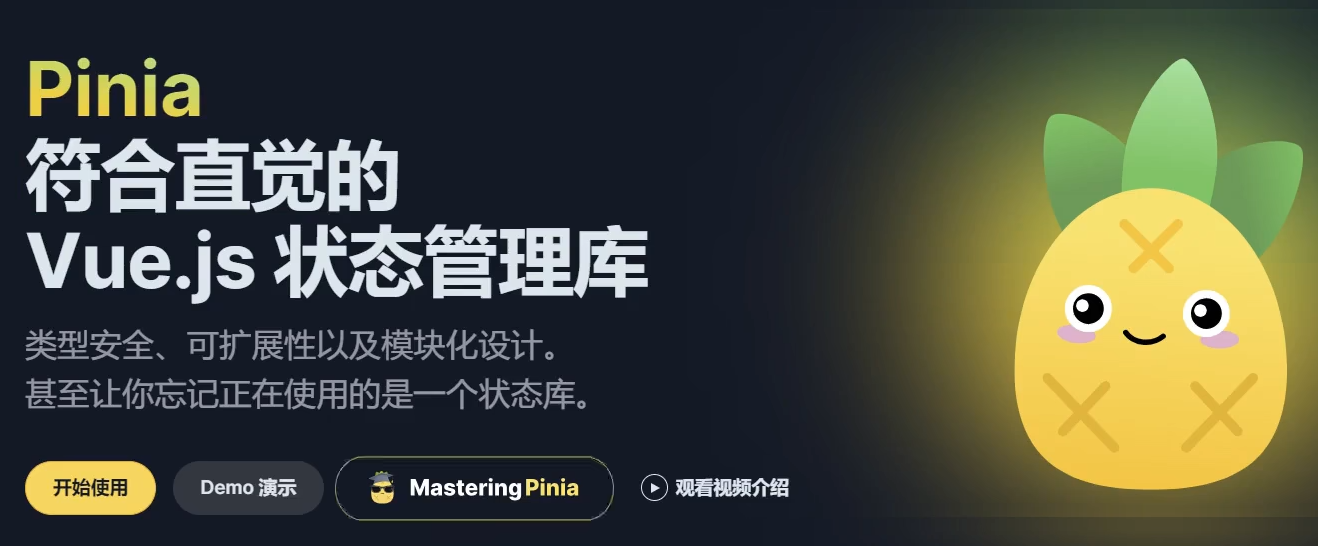 Pinia
符合直觉的
Vue.js 状态管理库
类型安全、可扩展性以及模块化设计。
甚至让你忘记正在使用的是一个状态库。
开始使用
Demo 演示
Mastering Pinia
观看视频介绍